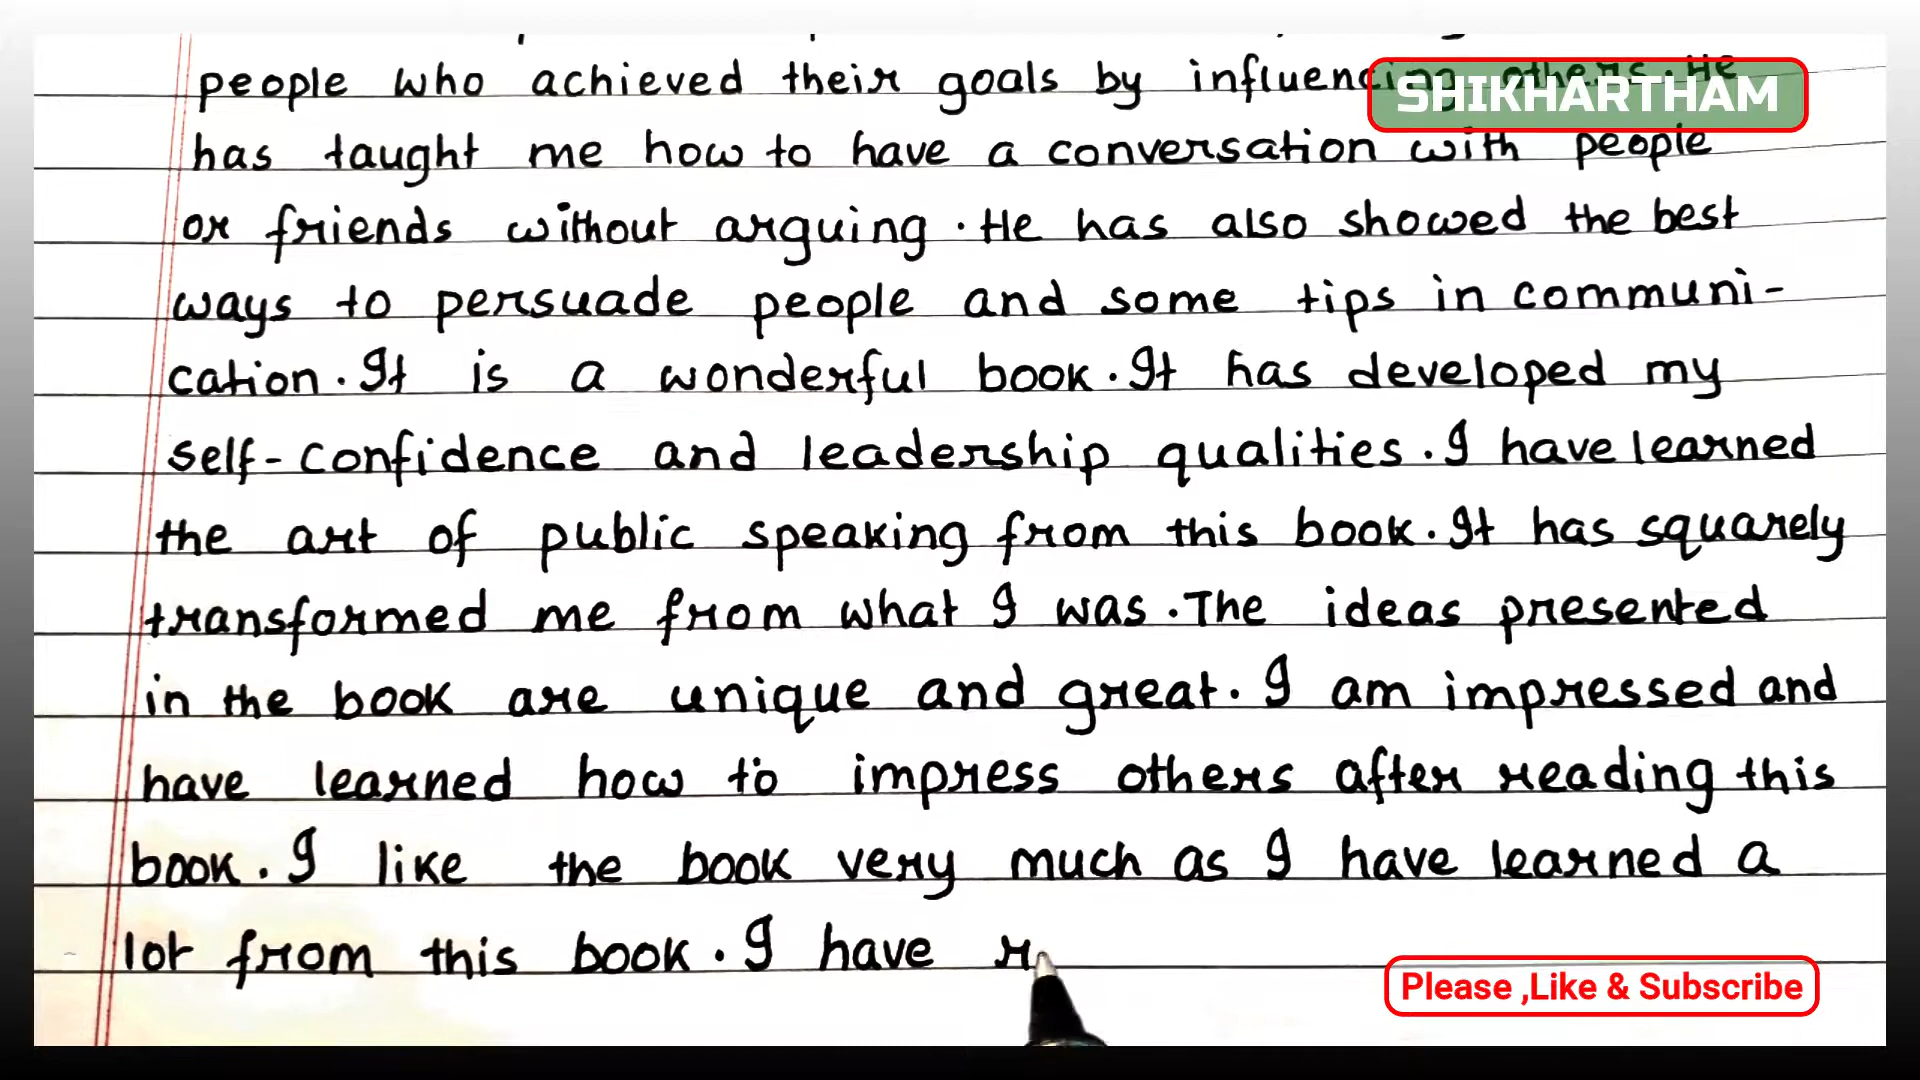 people who achieved their goals by influencing others. He
SHIKHARTHAM
has taught me how to have a conversation with people
or friends without arguing. He has also showed the best
ways to persuade people and some tips in communi-
cation. It is a wonderful book. It has developed my
self-confidence and leadership qualities. I have learned
the art of public speaking from this book. It has squarely
transformed me from what I was. The ideas presented
in the book are unique and great. I am impressed and
have learned how to impress others after reading this
book. I like the book very much as I have learned a
lot from this book. I have r
Please ,Like & Subscribe